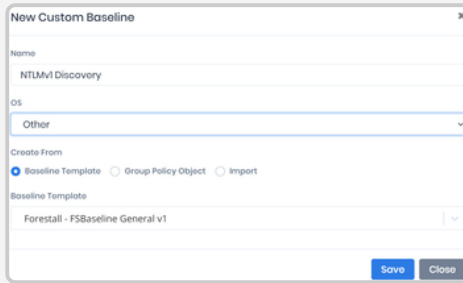 New Custom Baseline
Name
NTLMv1 Discovery
OS
Other
Create From
Baseline Template Group Policy Object Import
Baseline Template
Forestall - FSBaseline General v1
Save Close